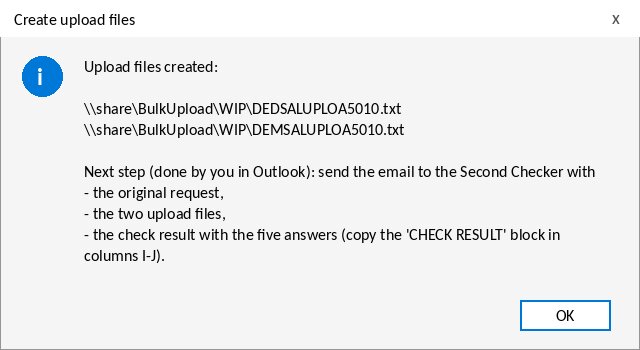 Create upload files
X
Upload files created:
\\share\BulkUpload\WIP\DEDSALUPLOA5010.txt
\\share\BulkUpload\WIP\DEMSALUPLOA5010.txt
Next step (done by you in Outlook): send the email to the Second Checker with
- the original request,
- the two upload files,
- the check result with the five answers (copy the 'CHECK RESULT' block in
columns I-J).
OK